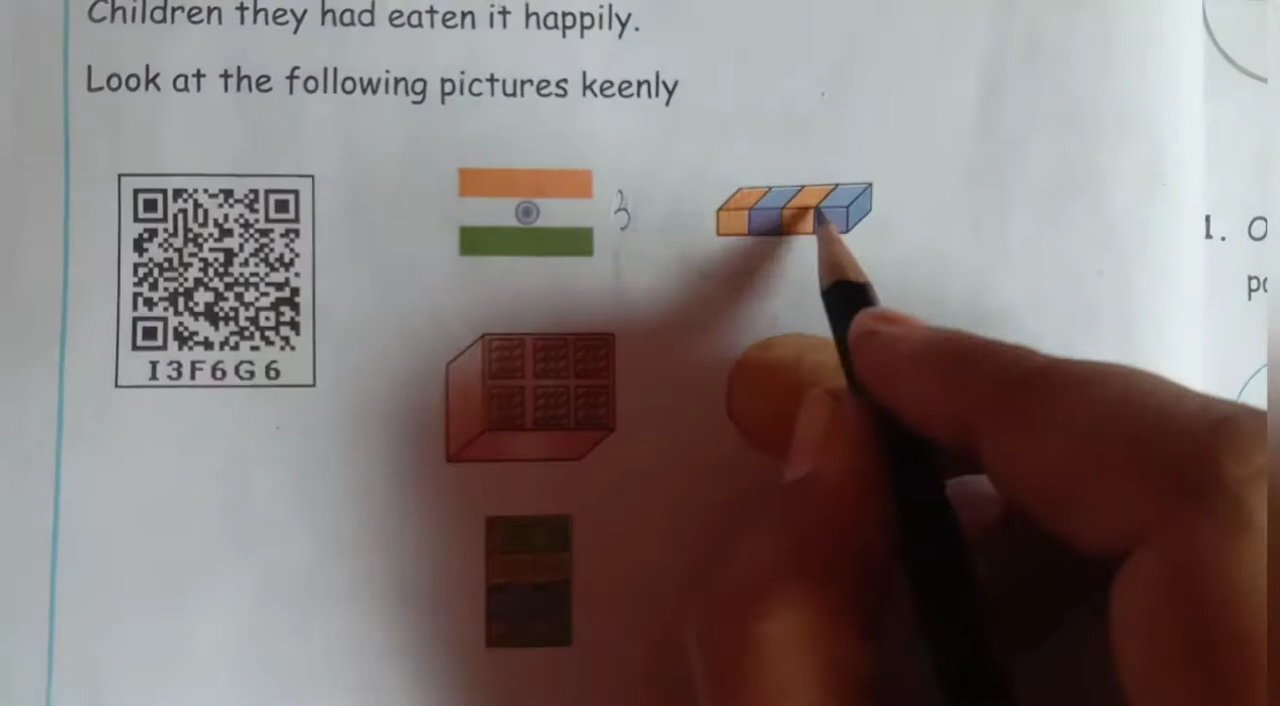 Children they had eaten it happily.
Look at the following pictures keenly
3
I3F6G6
1.